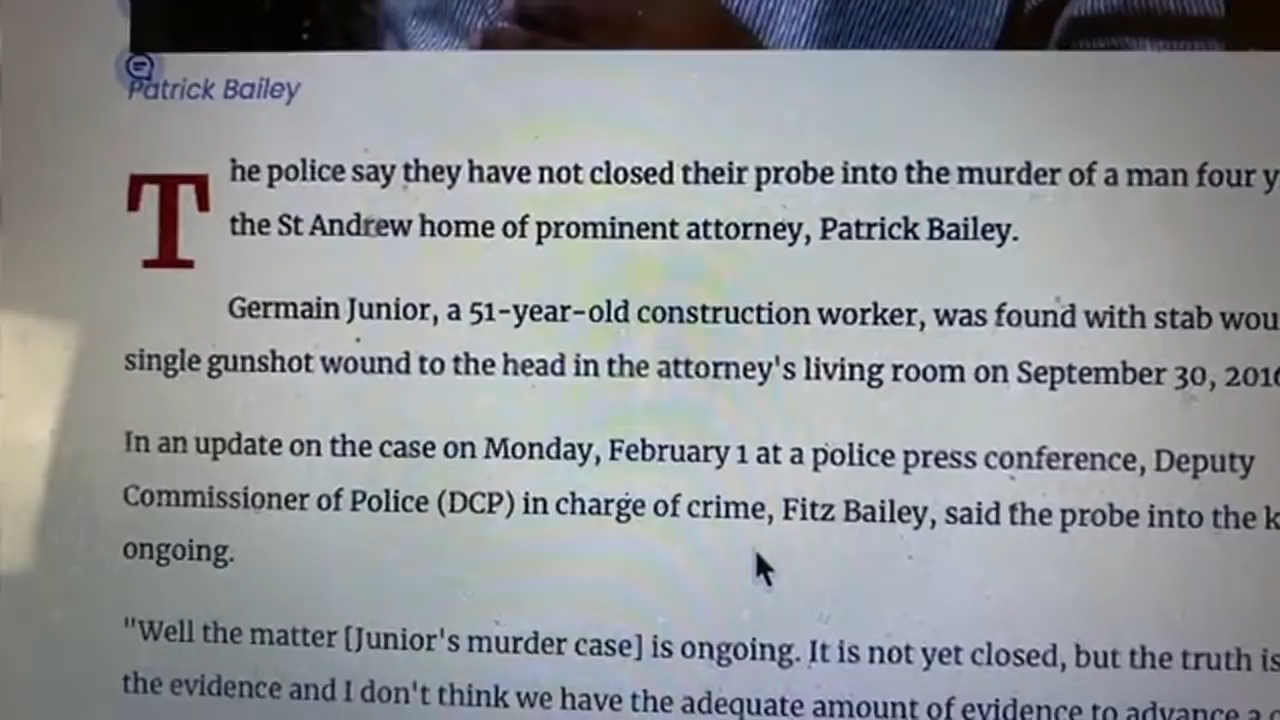 Patrick Bailey
The police say they have not closed their probe into the murder of a man four
the St Andrew home of prominent attorney, Patrick Bailey.
Germain Junior, a 51-year-old construction worker, was found with stab
single gunshot wound to the head in the attorney's living room on September 30,
In an update on the case on Monday, February 1 at a police press conference, Deputy
Commissioner of Police (DCP) in charge of crime, Fitz Bailey, said the probe into the
ongoing.
"Well the matter [Junior's murder case] is ongoing. It is not yet closed, but the truth is
the evidence and I don't think we have the adequate amount of evidence to advance a